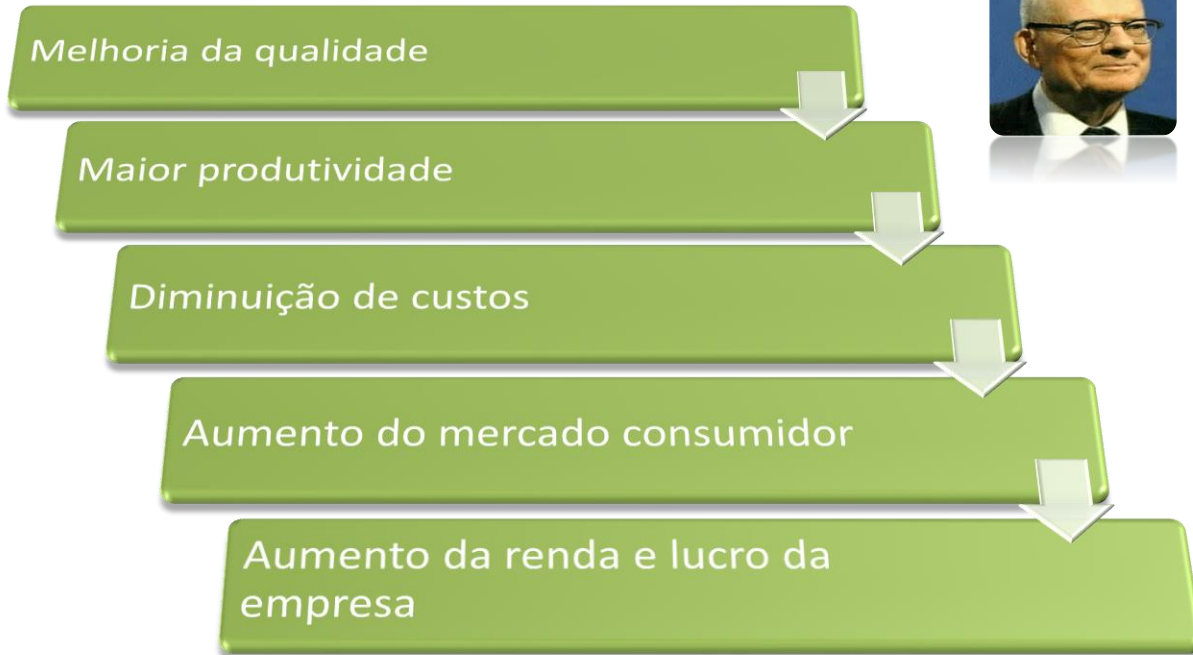 Melhoria da qualidade
Maior produtividade
Diminuição de custos
Aumento do mercado consumidor
Aumento da renda e lucro da
empresa